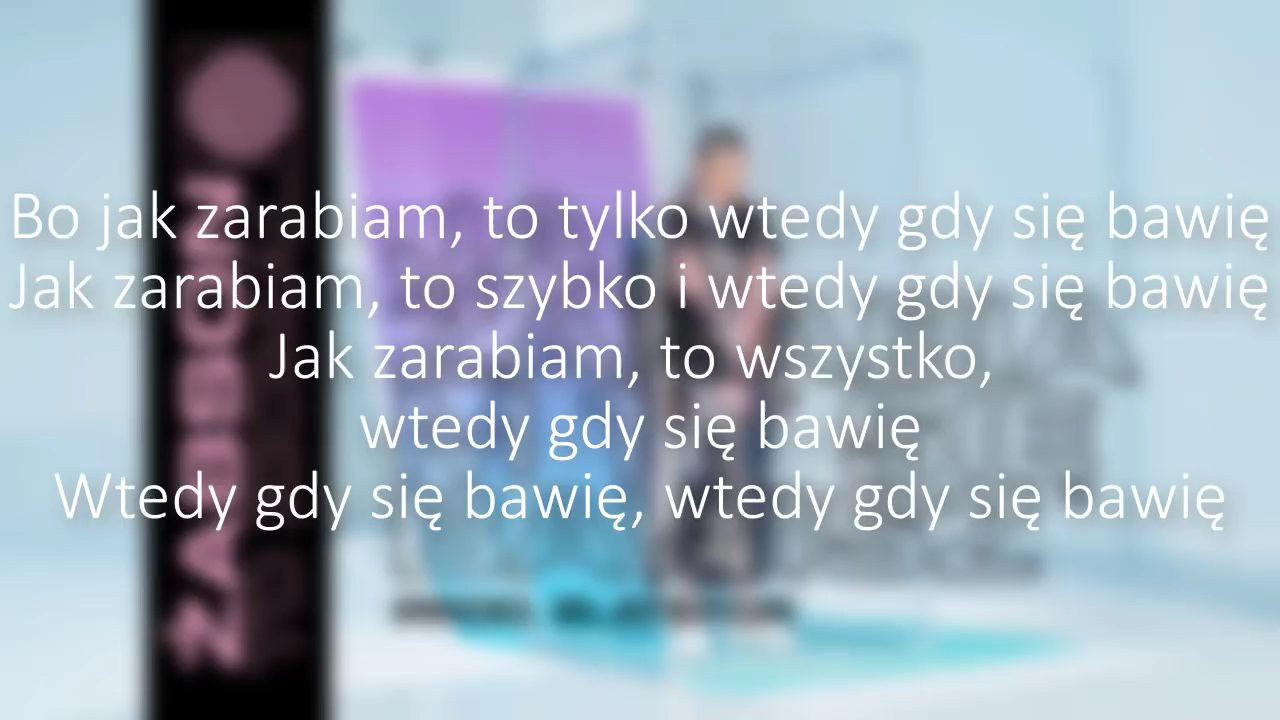 Bo jak zarabiam, to tylko wtedy gdy się bawię
Jak zarabiam, to szybko i wtedy gdy się bawię
Jak zarabiam, to wszystko,
wtedy gdy się bawię
Wtedy gdy się bawię, wtedy gdy się bawię